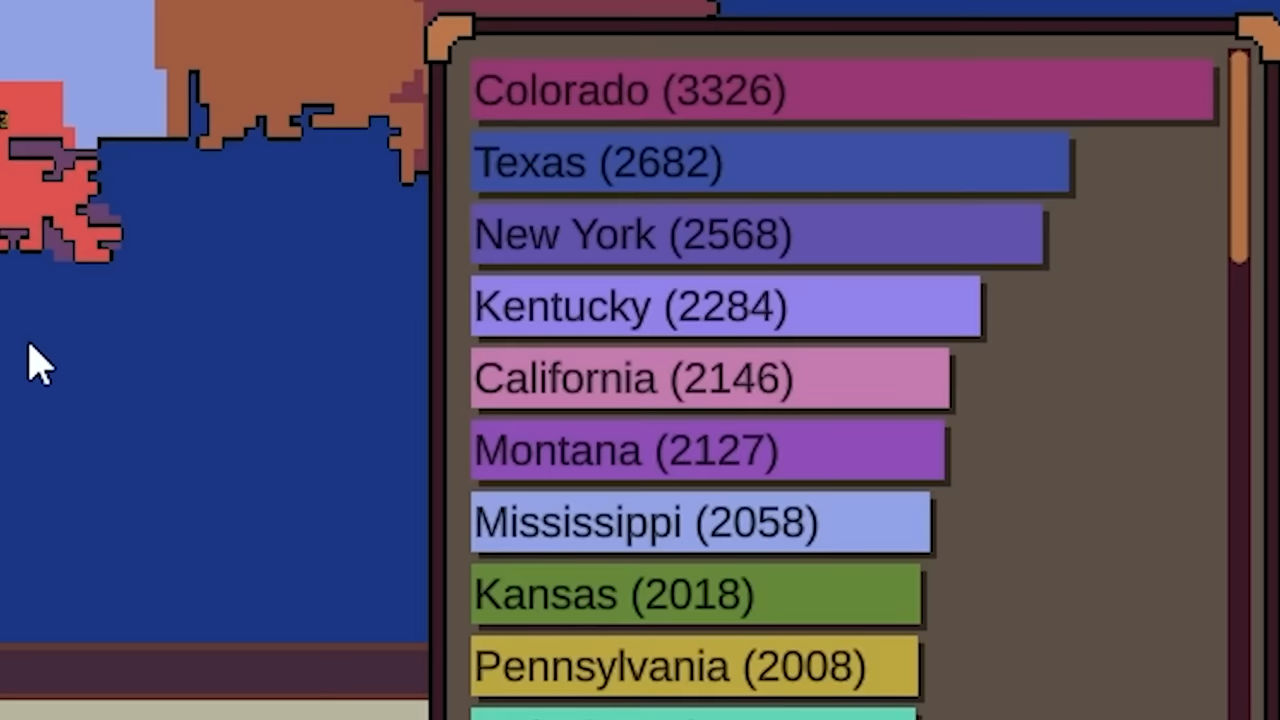 Colorado (3326)
Texas (2682)
New York (2568)
Kentucky (2284)
California (2146)
Montana (2127)
Mississippi (2058)
Kansas (2018)
Pennsylvania (2008)